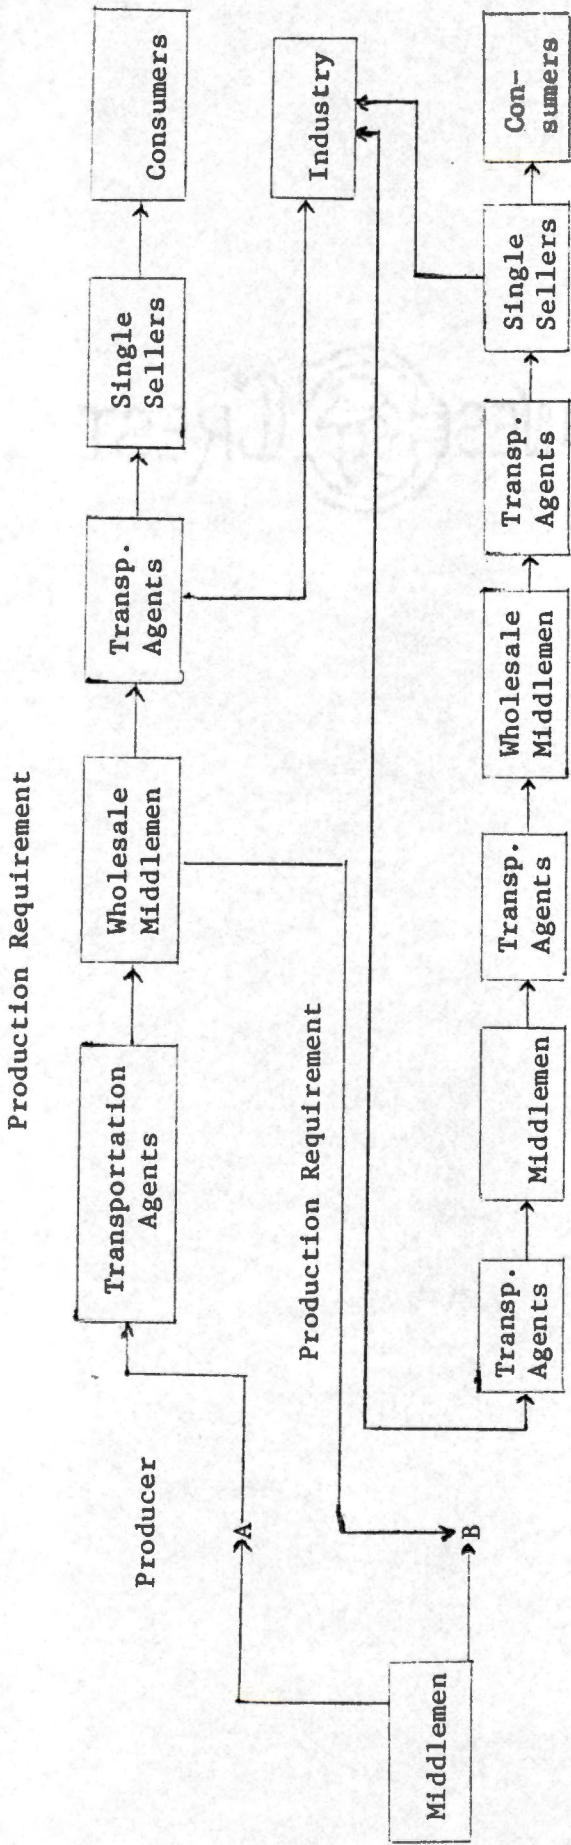 Production Requirement
Transportation
Agents
Wholesale
Middlemen
Transp.
Agents
Single
Sellers
Consumers
Producer
A
Production Requirement
Industry
Middlemen
B
Transp.
Agents
Middlemen
Transp.
Agents
Wholesale
Middlemen
Transp.
Agents
Single
Sellers
Con-
sumers